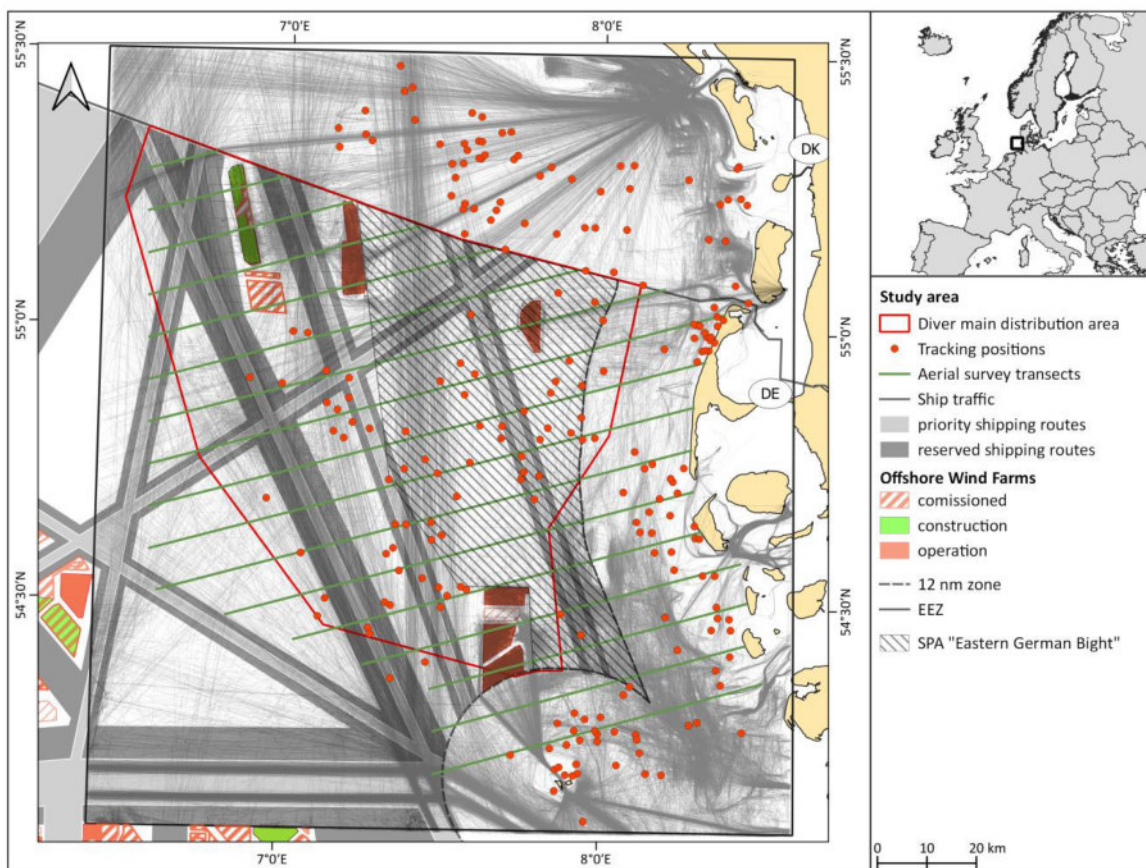 7°0'E
8°0'E
55°30'N
55°30'N
DK
55°0'N
55°0'N
DE
54°30'N
54°30'N
7°0'E
8°0'E
Study area
Diver main distribution area
Tracking positions
Aerial survey transects
Ship traffic
priority shipping routes
reserved shipping routes
Offshore Wind Farms
comissioned
construction
operation
12 nm zone
EEZ
SPA "Eastern German Bight"
0 10 20 km